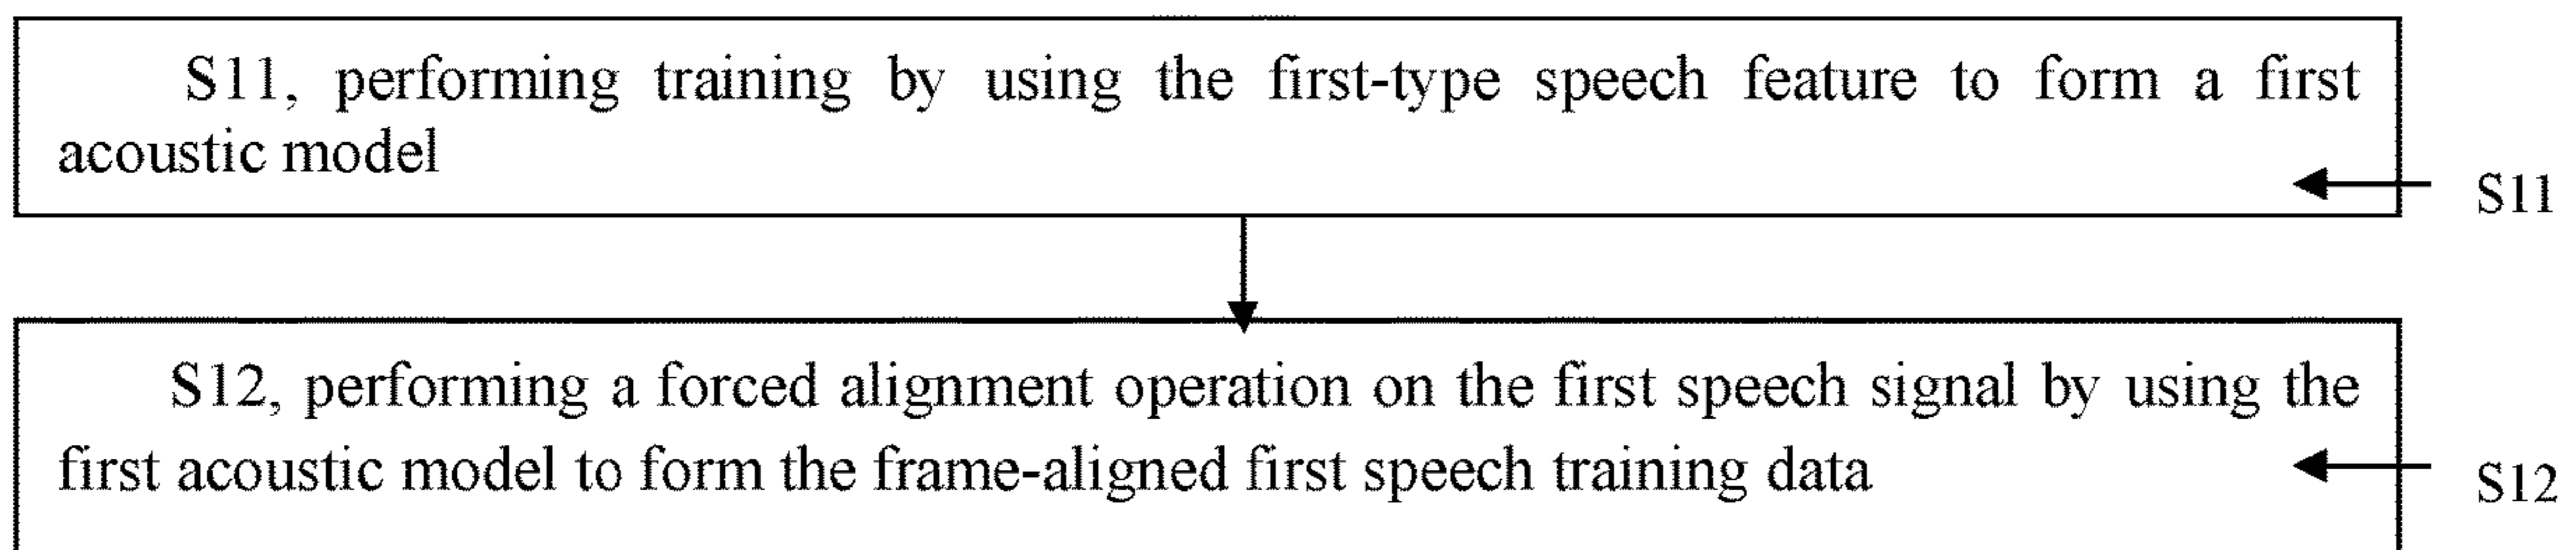 S11, performing training by using the first-type speech feature to form a first
acoustic model
S11
S12, performing a forced alignment operation on the first speech signal by using the
first acoustic model to form the frame-aligned first speech training data
S12